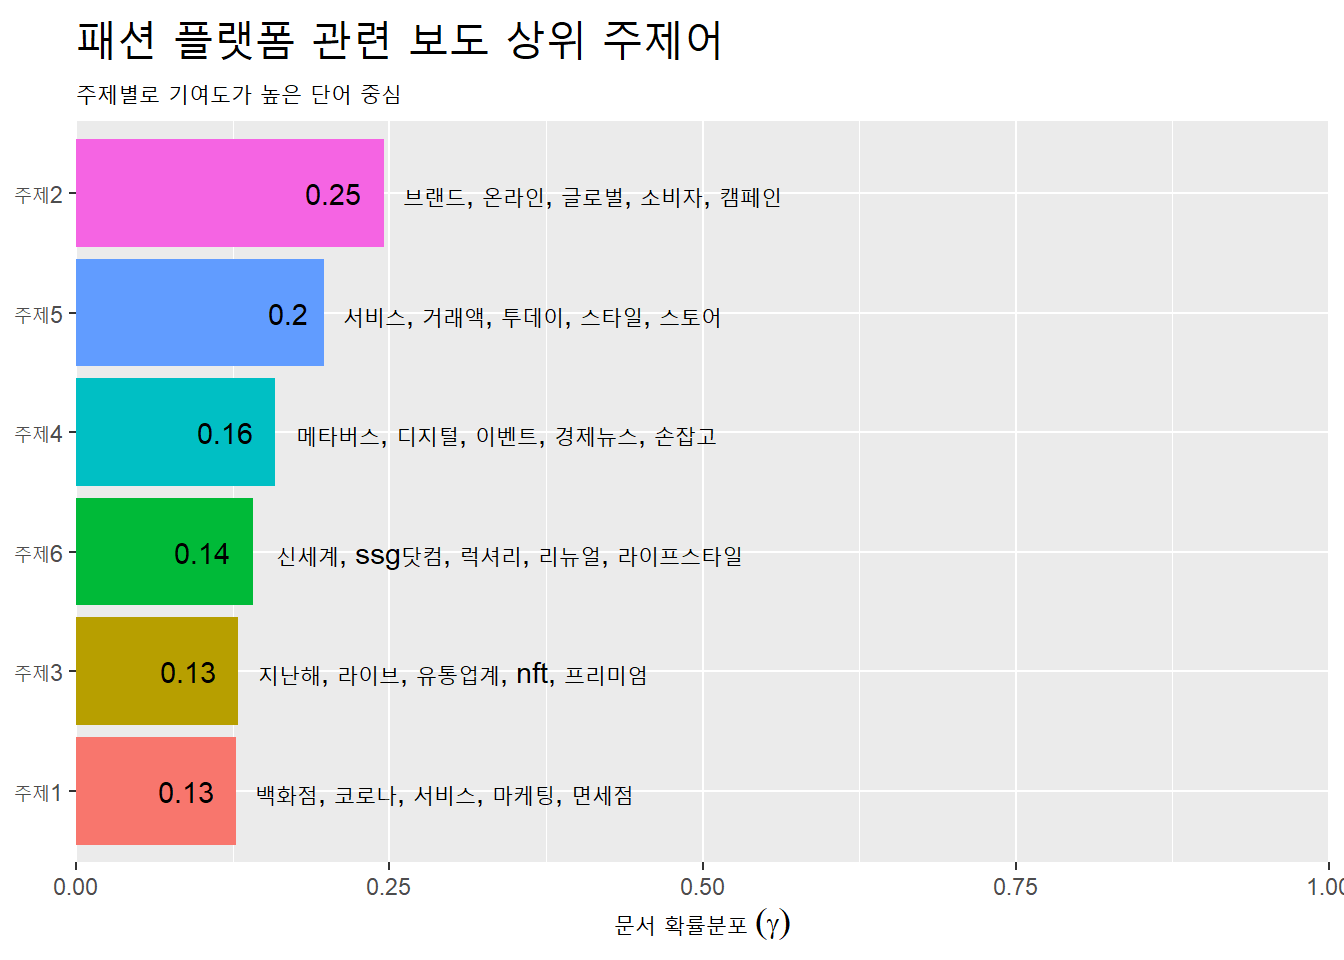 패션 플랫폼 관련 보도 상위 주제어
주제별로 기여도가 높은 단어 중심
주제2 0.25 브랜드, 온라인, 글로벌, 소비자, 캠페인
주제5 0.2 서비스, 거래액, 투데이, 스타일, 스토어
주제4 0.16 메타버스, 디지털, 이벤트, 경제뉴스, 손잡고
주제6 0.14 신세계, ssg닷컴, 럭셔리, 리뉴얼, 라이프스타일
주제3 0.13 지난해, 라이브, 유통업계, nft, 프리미엄
주제1 0.13 백화점, 코로나, 서비스, 마케팅, 면세점
0.00 0.25 0.50 0.75 1.00
문서 확률분포 (γ)